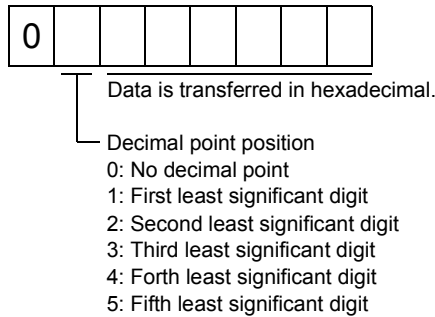 0
Data is transferred in hexadecimal.
Decimal point position
0: No decimal point
1: First least significant digit
2: Second least significant digit
3: Third least significant digit
4: Forth least significant digit
5: Fifth least significant digit